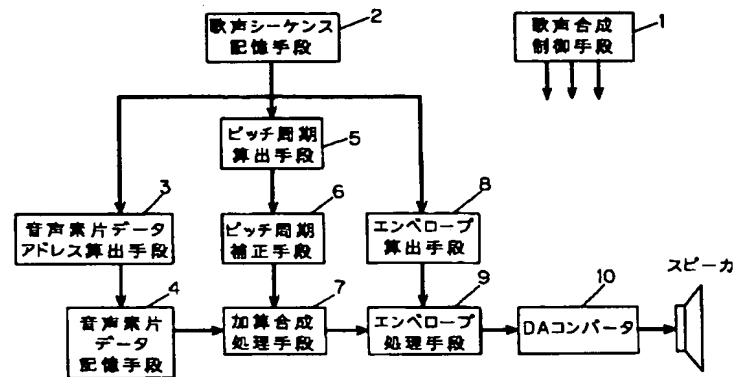 2
歌声シーケンス
記憶手段
1
歌声合成
制御手段
ピッチ周期
算出手段
5
3
音声素片データ
アドレス算出手段
6
ピッチ周期
補正手段
8
エンベロープ
算出手段
4
音声素片
データ
記憶手段
7
加算合成
処理手段
9
エンベロープ
処理手段
10
DAコンバータ
スピーカ